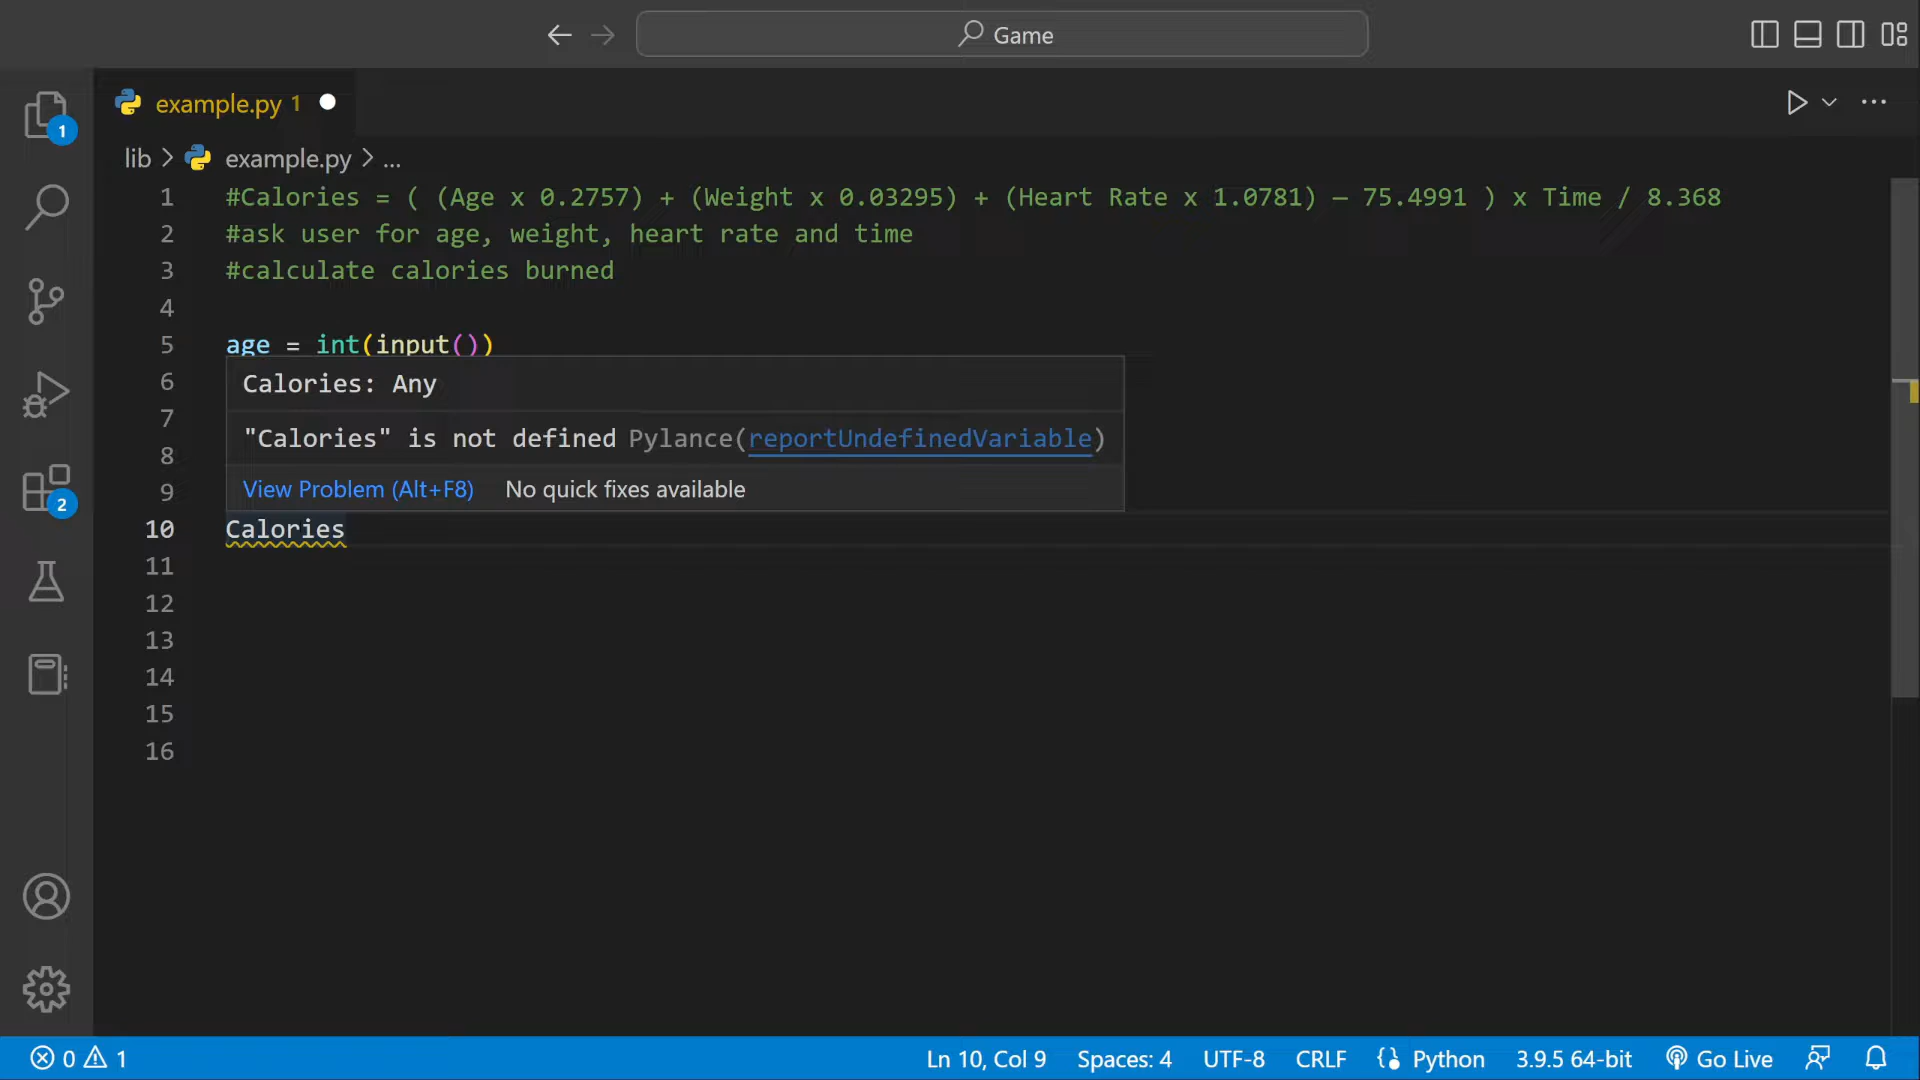 Game
example.py 1
lib > example.py > ...
1 #Calories = ( (Age x 0.2757) + (Weight x 0.03295) + (Heart Rate x 1.0781) – 75.4991 ) x Time / 8.368
2 #ask user for age, weight, heart rate and time
3 #calculate calories burned
4
5 age = int(input())
6
Calories: Any
7
"Calories" is not defined Pylance(reportUndefinedVariable)
8
9
View Problem (Alt+F8) No quick fixes available
10 Calories
11
12
13
14
15
16
1
2
0 1 Ln 10, Col 9 Spaces: 4 UTF-8 CRLF Python 3.9.5 64-bit Go Live